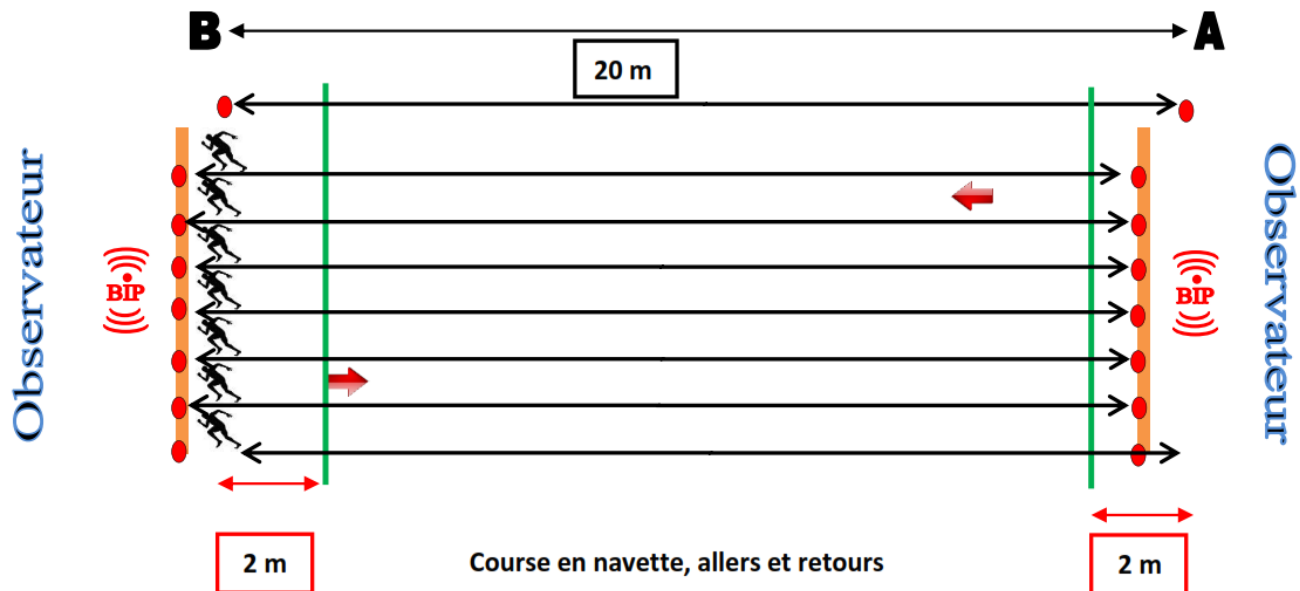 B
A
20 m
Observateur
Observateur
BIP
BIP
2 m
Course en navette, allers et retours
2 m